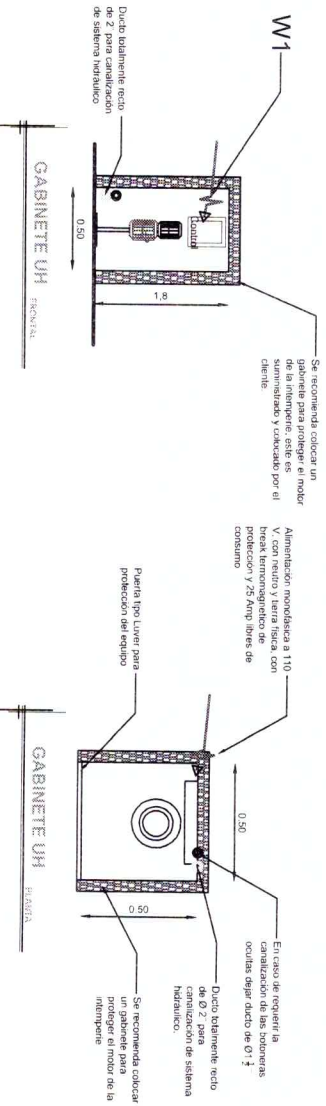 W1
Ducto totalmente recto
de 2" para canalización
de sistema hidráulico
Control
0.50
1,8
Se recomienda colocar un
gabinete para proteger el motor
de la intemperie, este es
suministrado y colocado por el
cliente
GABINETE UH
FRONTAL
Alimentación monofásica a 110
V. con neutro y tierra física, con
break termomagnetico de
protección y 25 Amp libres de
consumo
Puerta tipo Luver para
protección del equipo
0.50
0.50
En caso de requerir la
canalización de las botoneras
ocultas dejar ducto de Ø1 ½
Ducto totalmente recto
de Ø 2" para
canalización de sistema
hidráulico.
Se recomienda colocar
un gabinete para
proteger el motor de la
intemperie
GABINETE UH
PLANTA